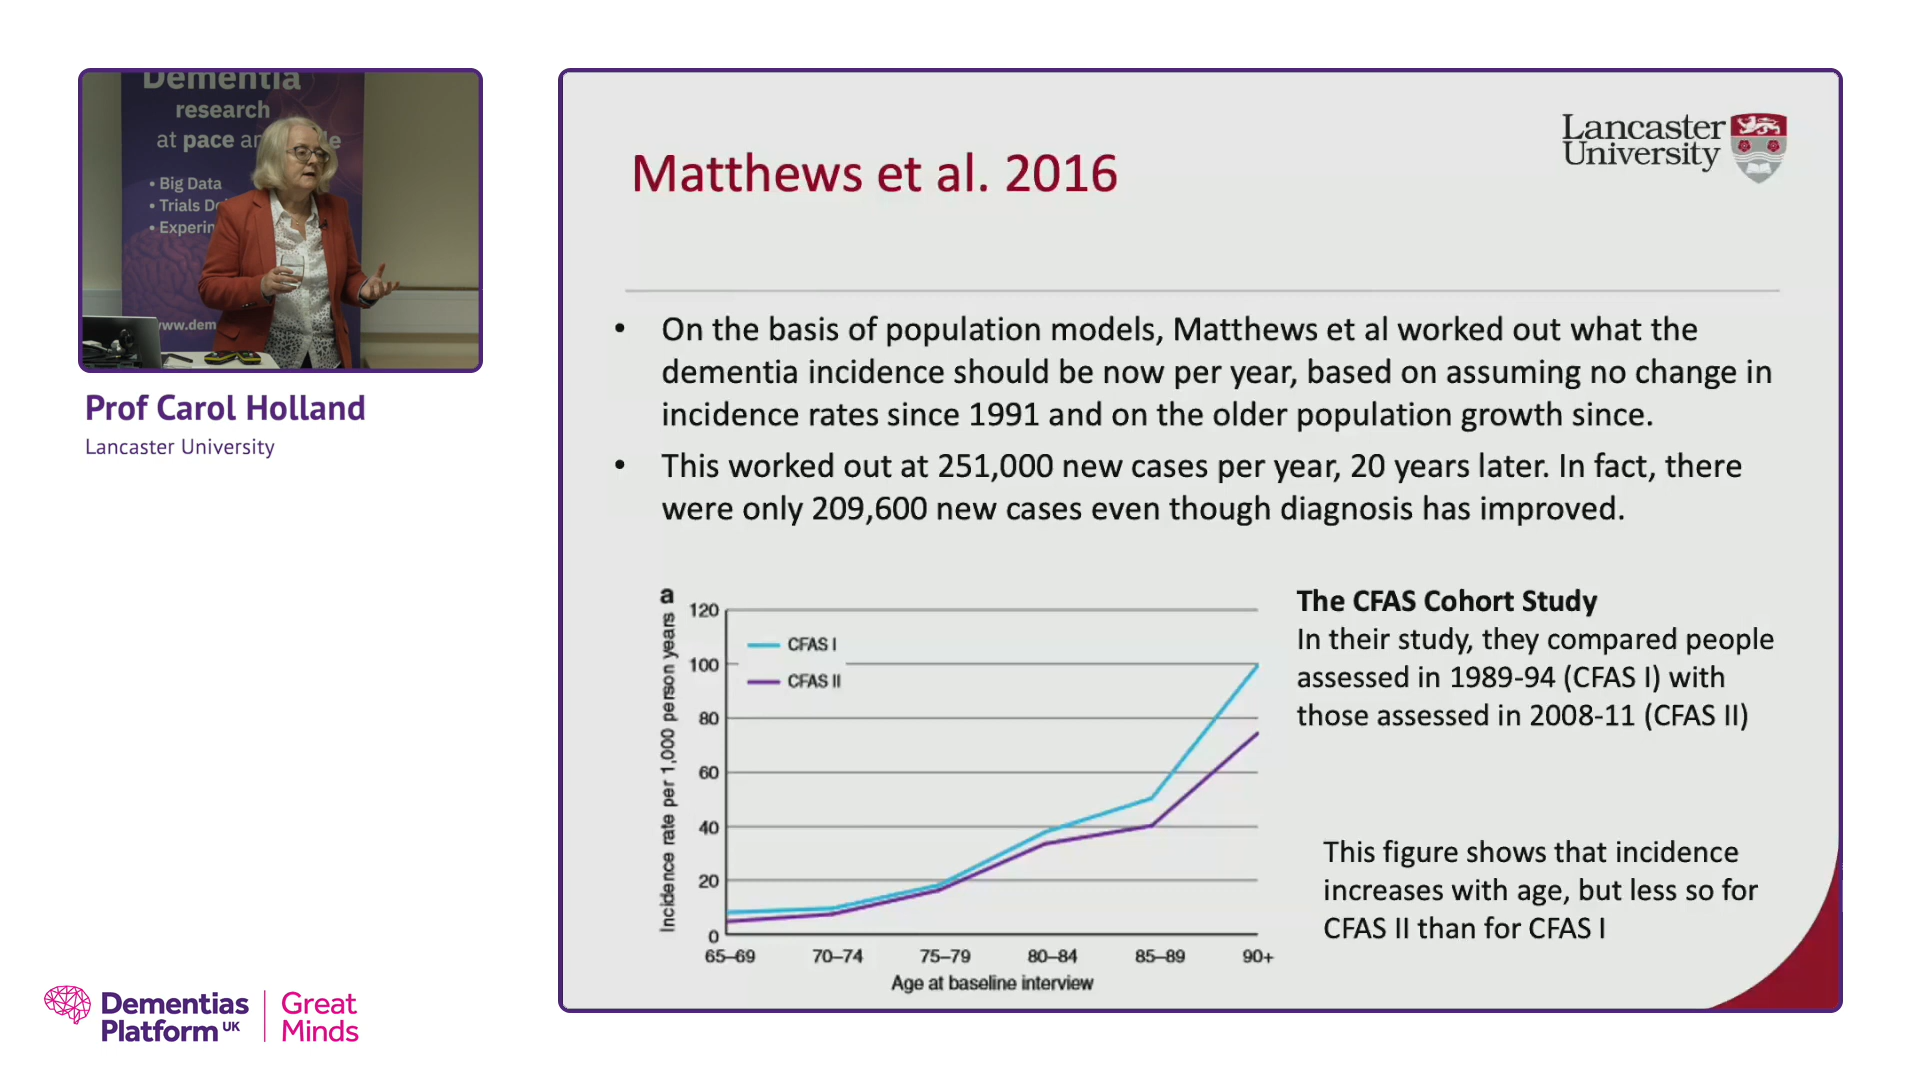 Dementia
research
at pace an
• Big Data
• Trials
• Experim
www.dem
Prof Carol Holland
Lancaster University
Dementias
Platform UK
Great
Minds
Lancaster
University
Matthews et al. 2016
• On the basis of population models, Matthews et al worked out what the
dementia incidence should be now per year, based on assuming no change in
incidence rates since 1991 and on the older population growth since.
• This worked out at 251,000 new cases per year, 20 years later. In fact, there
were only 209,600 new cases even though diagnosis has improved.
a
Incidence rate per 1,000 person years
120
100
80
60
40
20
0
CFAS I
CFAS II
65–69 70–74 75–79 80–84 85–89 90+
Age at baseline interview
The CFAS Cohort Study
In their study, they compared people
assessed in 1989-94 (CFAS I) with
those assessed in 2008-11 (CFAS II)
This figure shows that incidence
increases with age, but less so for
CFAS II than for CFAS I